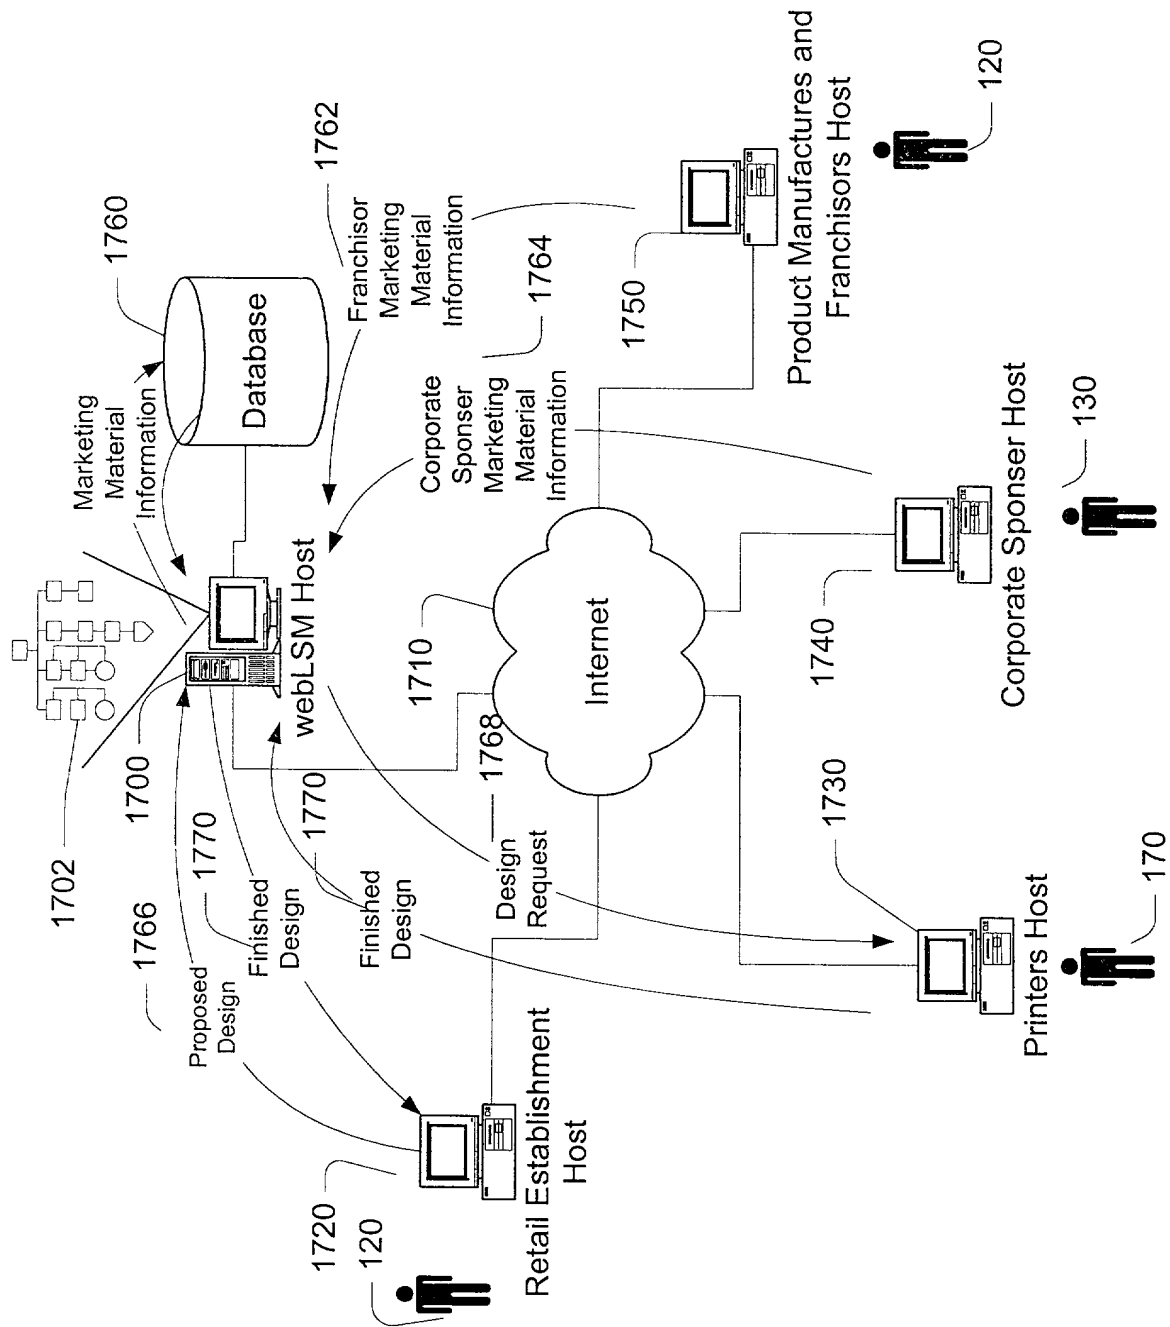 1702
1700
1766
1770
Proposed
Design
Finished
Design
1770
Finished
Design
webLSM Host
Marketing
Material
Information
1760
Database
1762
Franchisor
Marketing
Material
Information
1764
Corporate
Sponser
Marketing
Material
Information
1710
1768
Design
Request
Internet
1720
120
Retail Establishment
Host
1730
Printers Host
170
1740
Corporate Sponser Host
130
1750
Product Manufactures and
Franchisors Host
120